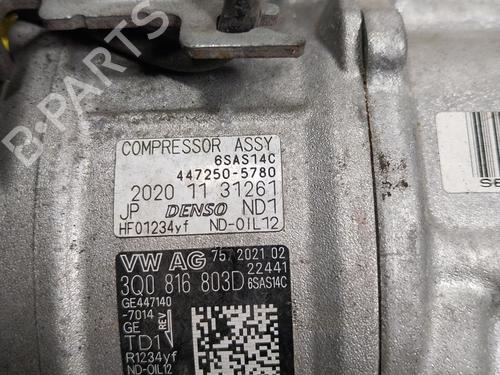 B-PARTS
COMPRESSOR ASSY
6SAS14C
447250-5780
2020 11 31261
JP DENSO ND1
HFO1234yf ND-OIL12
VW AG 757 2021 02
22441
3Q0 816 803D 6SAS14C
GE447140
-7014
GE REV
TD1
R1234yf
ND-OIL12